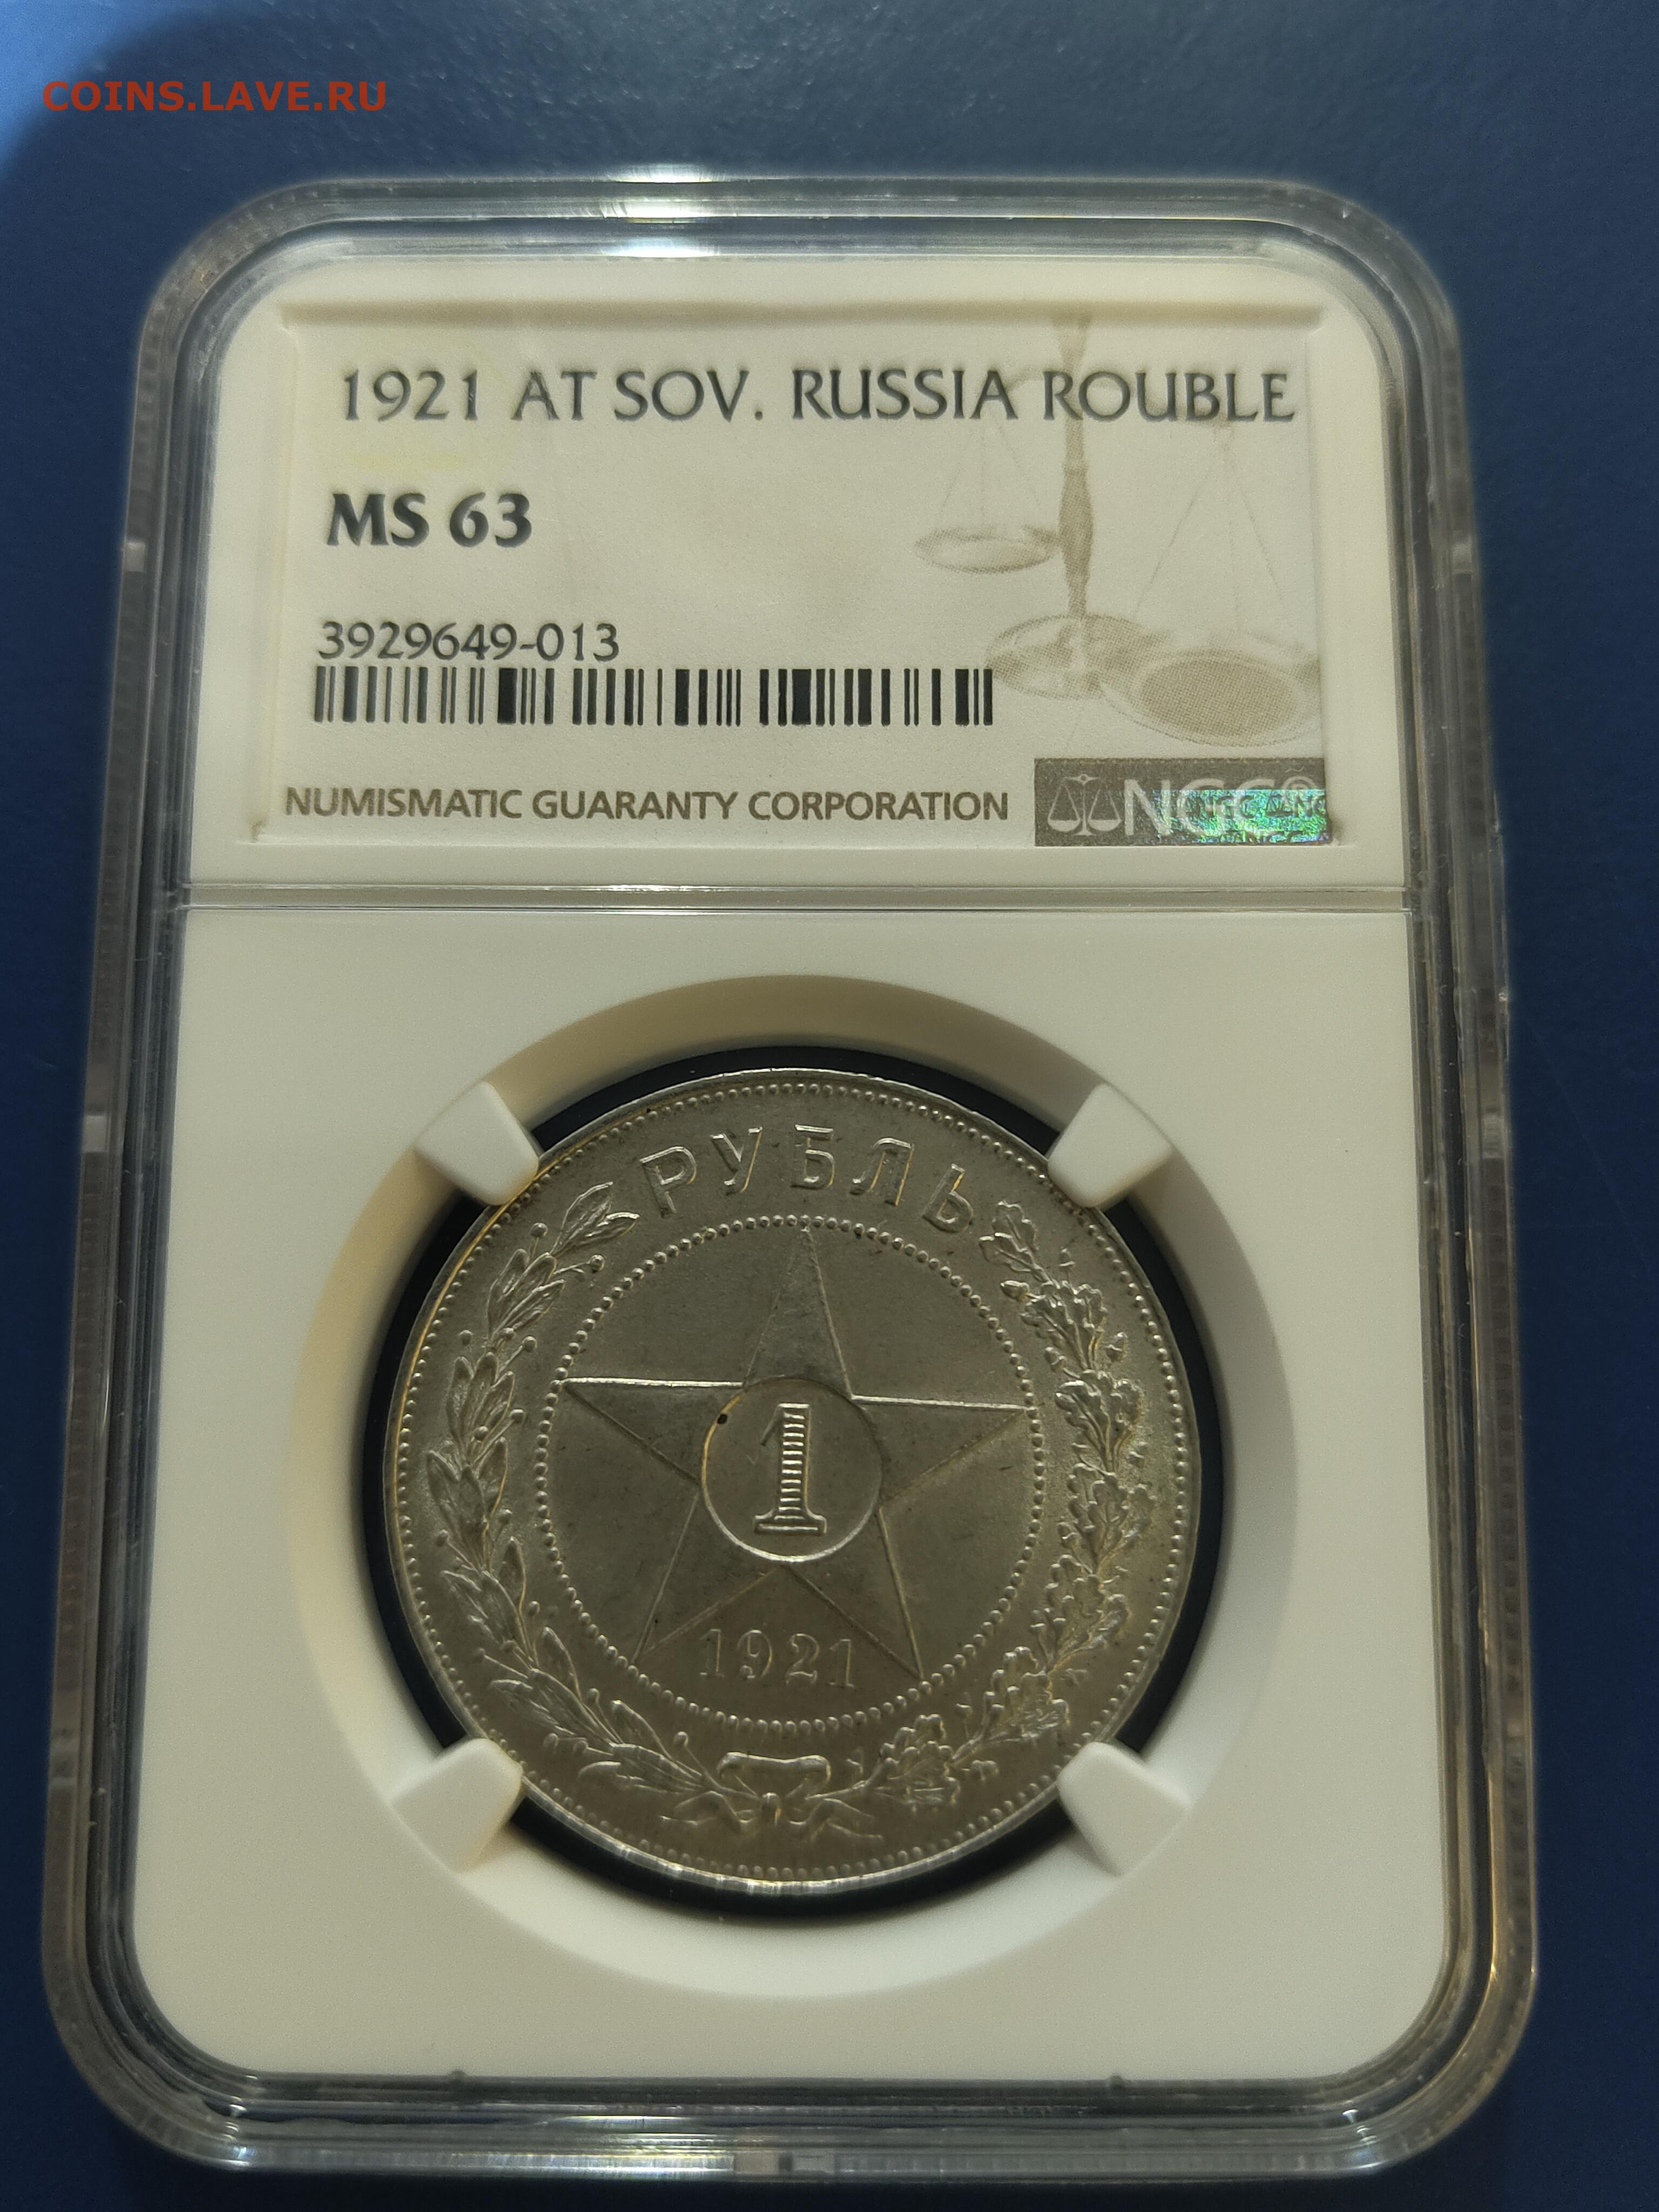 COINS.LAVE.RU
1921 AT SOV. RUSSIA ROUBLE
MS 63
3929649-013
NUMISMATIC GUARANTY CORPORATION
NGC®
РУБЛЬ
1
1921